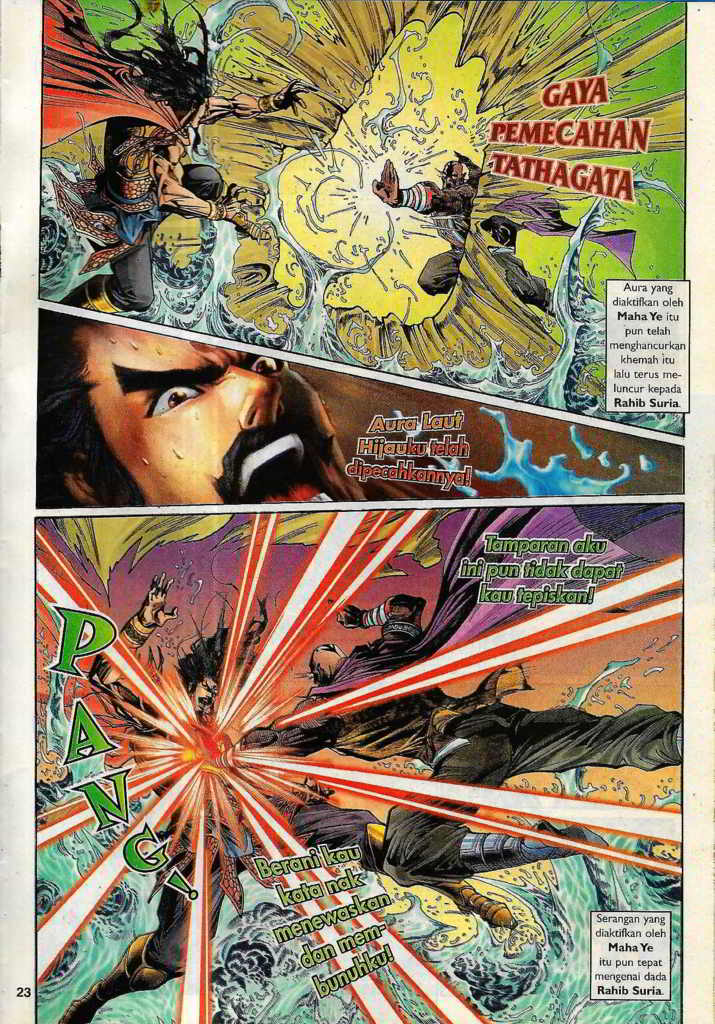 GAYA
PEMECAHAN
TATHAGATA
Aura yang
diaktifkan oleh
Maha Ye itu
pun telah
menghancurkan
khemah itu
lalu terus me-
luncur kepada
Rahib Suria.
Aura Laut
Hijauku telah
dipecahkannya!
Tamparan aku
ini pun tidak dapat
kau tepiskan!
PANG!
Berani kau
kata nak
menewaskan
dan mem-
bunuhku!
Serangan yang
diaktifkan oleh
Maha Ye
itu pun tepat
mengenai dada
Rahib Suria.
23